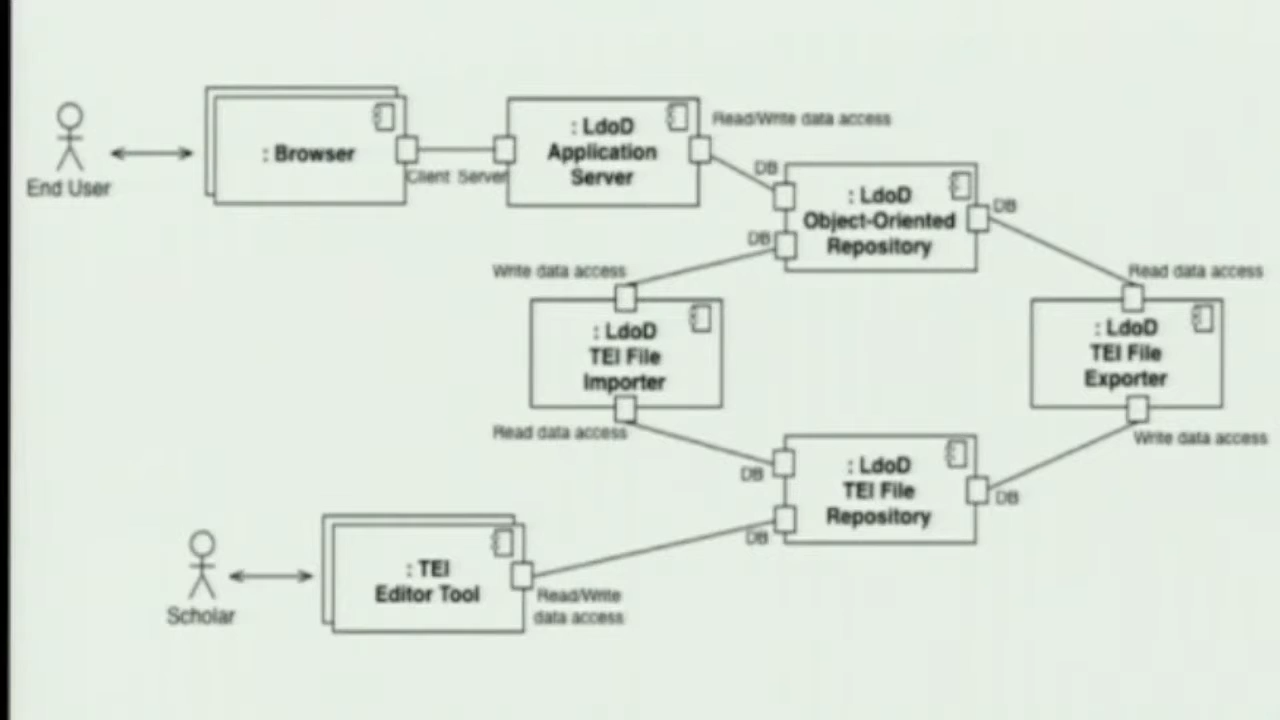 End User
: Browser
Client
Server
: LdoD
Application
Server
Read/Write data access
DB
: LdoD
Object-Oriented
Repository
DB
DB
Write data access
Read data access
: LdoD
TEI File
Importer
: LdoD
TEI File
Exporter
Read data access
Write data access
DB
: LdoD
TEI File
Repository
DB
DB
Scholar
: TEI
Editor Tool
Read/Write
data access